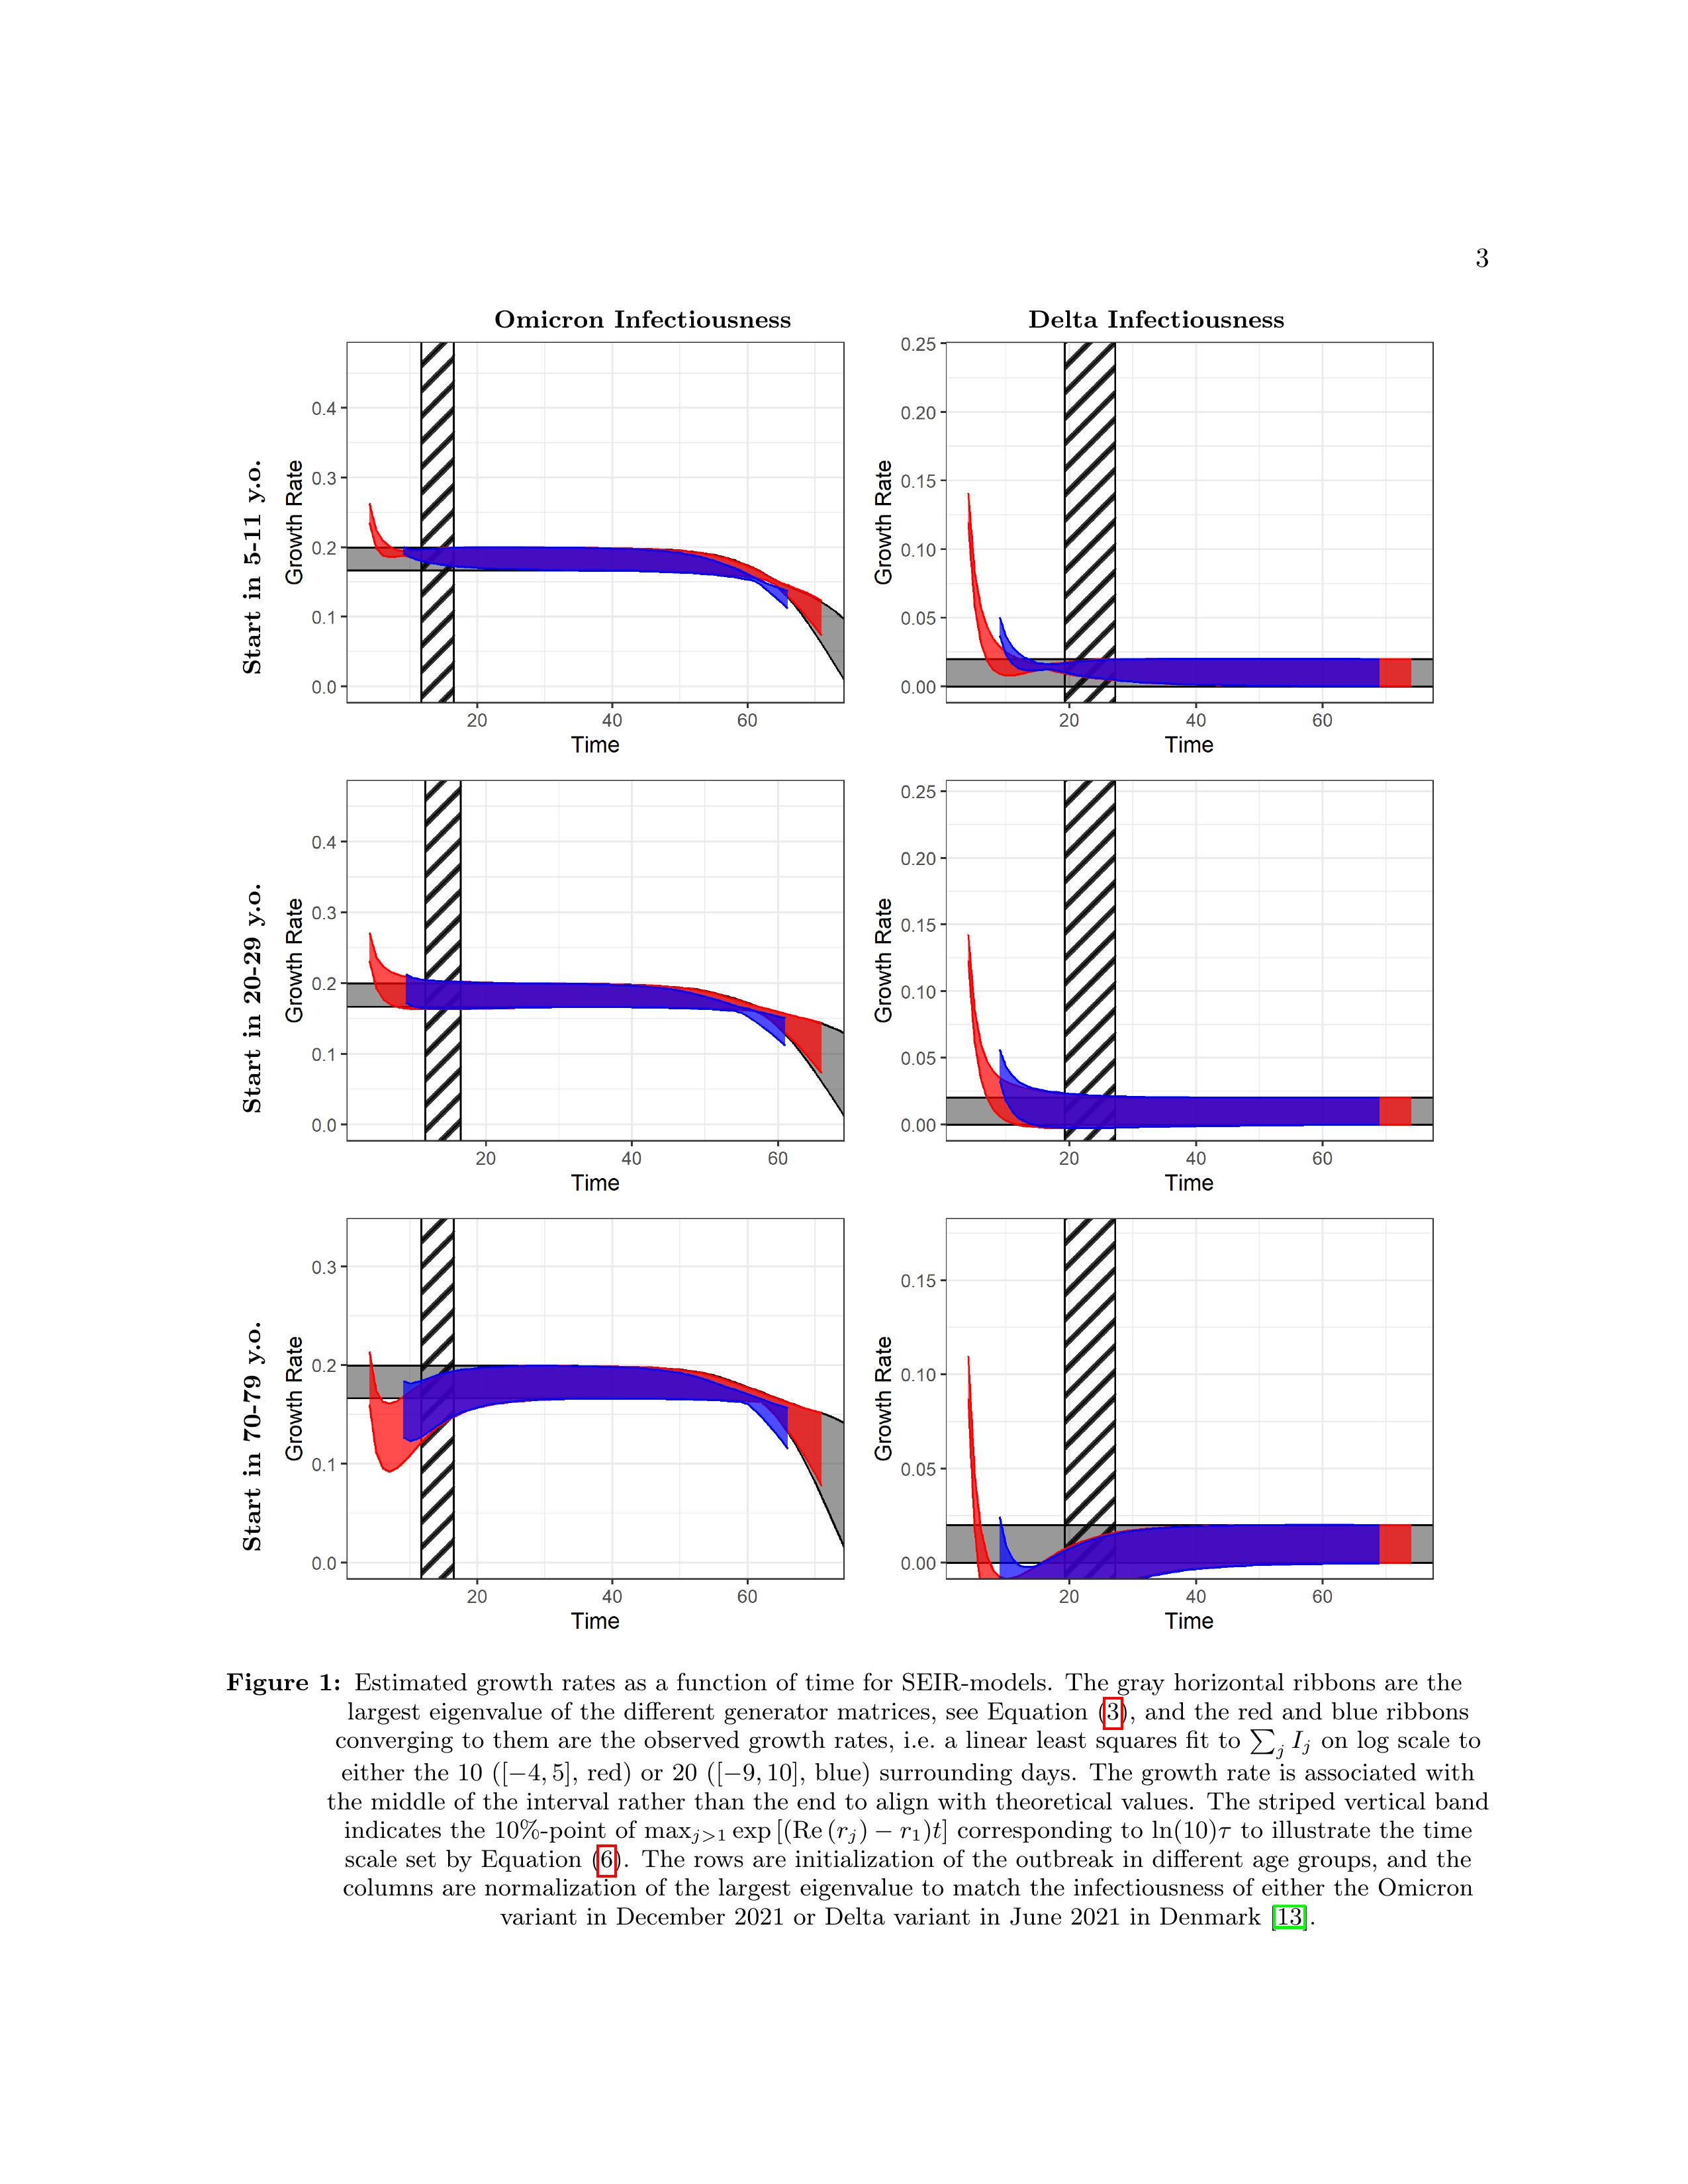 3
Omicron Infectiousness
Delta Infectiousness
Start in 5-11 y.o.
Growth Rate
0.4
0.3
0.2
0.1
0.0
20 40 60
Time
Growth Rate
0.25
0.20
0.15
0.10
0.05
0.00
20 40 60
Time
Start in 20-29 y.o.
Growth Rate
0.4
0.3
0.2
0.1
0.0
20 40 60
Time
Growth Rate
0.25
0.20
0.15
0.10
0.05
0.00
20 40 60
Time
Start in 70-79 y.o.
Growth Rate
0.3
0.2
0.1
0.0
20 40 60
Time
Growth Rate
0.15
0.10
0.05
0.00
20 40 60
Time
Figure 1: Estimated growth rates as a function of time for SEIR-models. The gray horizontal ribbons are the
largest eigenvalue of the different generator matrices, see Equation (3), and the red and blue ribbons
converging to them are the observed growth rates, i.e. a linear least squares fit to ∑_j I_j on log scale to
either the 10 ([−4, 5], red) or 20 ([−9, 10], blue) surrounding days. The growth rate is associated with
the middle of the interval rather than the end to align with theoretical values. The striped vertical band
indicates the 10%-point of max_{j>1} exp [(Re (r_j) − r_1)t] corresponding to ln(10)τ to illustrate the time
scale set by Equation (6). The rows are initialization of the outbreak in different age groups, and the
columns are normalization of the largest eigenvalue to match the infectiousness of either the Omicron
variant in December 2021 or Delta variant in June 2021 in Denmark [13].